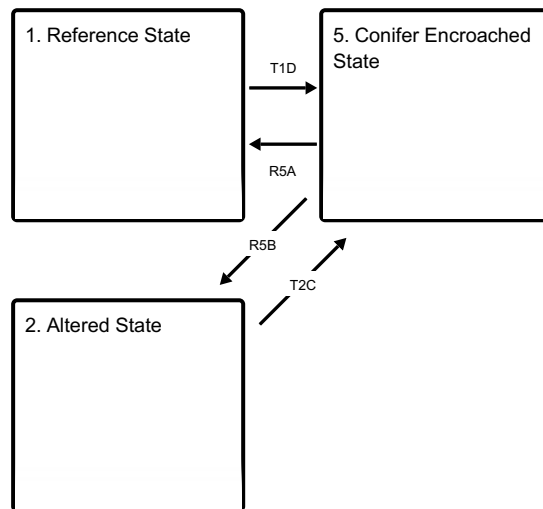 1. Reference State
5. Conifer Encroached
State
T1D
R5A
R5B
T2C
2. Altered State